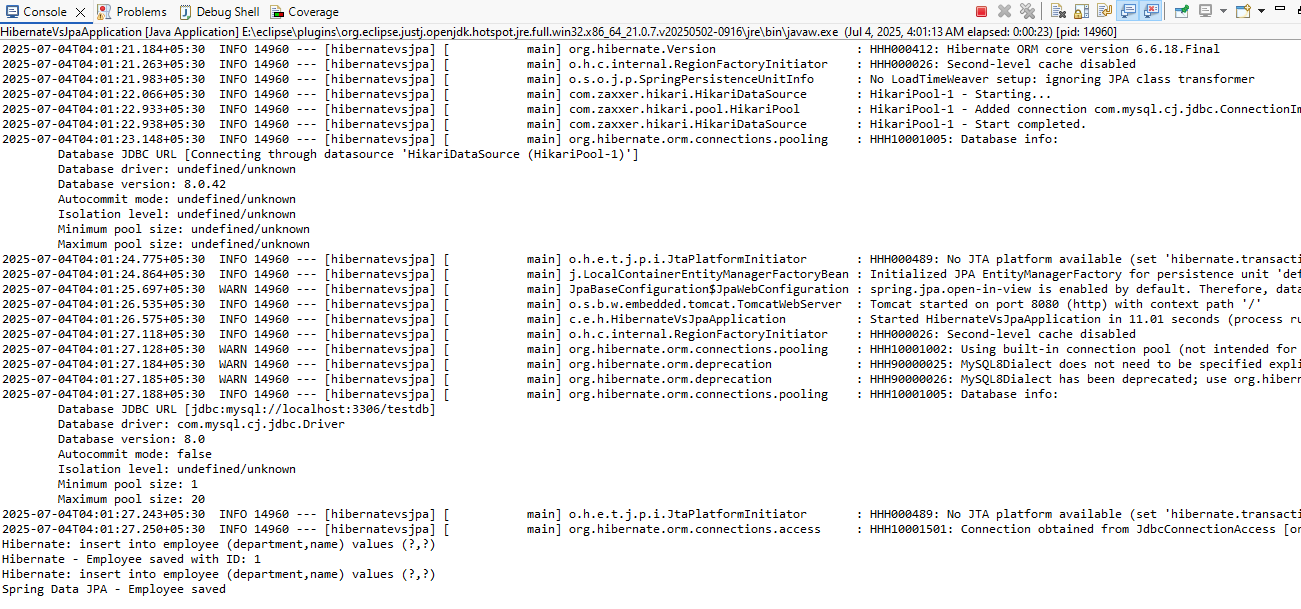 Console Problems Debug Shell Coverage
HibernateVsJpaApplication [Java Application] E:\eclipse\plugins\org.eclipse.justj.openjdk.hotspot.jre.full.win32.x86_64_21.0.7.v20250502-0916\jre\bin\javaw.exe (Jul 4, 2025, 4:01:13 AM elapsed: 0:00:23) [pid: 14960]
2025-07-04T04:01:21.184+05:30  INFO 14960 --- [hibernatevsjpa] [           main] org.hibernate.Version                    : HHH000412: Hibernate ORM core version 6.6.18.Final
2025-07-04T04:01:21.263+05:30  INFO 14960 --- [hibernatevsjpa] [           main] o.h.c.internal.RegionFactoryInitiator    : HHH000026: Second-level cache disabled
2025-07-04T04:01:21.983+05:30  INFO 14960 --- [hibernatevsjpa] [           main] o.s.o.j.p.SpringPersistenceUnitInfo      : No LoadTimeWeaver setup: ignoring JPA class transformer
2025-07-04T04:01:22.066+05:30  INFO 14960 --- [hibernatevsjpa] [           main] com.zaxxer.hikari.HikariDataSource       : HikariPool-1 - Starting...
2025-07-04T04:01:22.933+05:30  INFO 14960 --- [hibernatevsjpa] [           main] com.zaxxer.hikari.pool.HikariPool        : HikariPool-1 - Added connection com.mysql.cj.jdbc.ConnectionIm
2025-07-04T04:01:22.938+05:30  INFO 14960 --- [hibernatevsjpa] [           main] com.zaxxer.hikari.HikariDataSource       : HikariPool-1 - Start completed.
2025-07-04T04:01:23.148+05:30  INFO 14960 --- [hibernatevsjpa] [           main] org.hibernate.orm.connections.pooling    : HHH10001005: Database info:
Database JDBC URL [Connecting through datasource 'HikariDataSource (HikariPool-1)']
Database driver: undefined/unknown
Database version: 8.0.42
Autocommit mode: undefined/unknown
Isolation level: undefined/unknown
Minimum pool size: undefined/unknown
Maximum pool size: undefined/unknown
2025-07-04T04:01:24.775+05:30  INFO 14960 --- [hibernatevsjpa] [           main] o.h.e.t.j.p.i.JtaPlatformInitiator       : HHH000489: No JTA platform available (set 'hibernate.transacti
2025-07-04T04:01:24.864+05:30  INFO 14960 --- [hibernatevsjpa] [           main] j.LocalContainerEntityManagerFactoryBean : Initialized JPA EntityManagerFactory for persistence unit 'def
2025-07-04T04:01:25.697+05:30  WARN 14960 --- [hibernatevsjpa] [           main] JpaBaseConfiguration$JpaWebConfiguration : spring.jpa.open-in-view is enabled by default. Therefore, data
2025-07-04T04:01:26.535+05:30  INFO 14960 --- [hibernatevsjpa] [           main] o.s.b.w.embedded.tomcat.TomcatWebServer  : Tomcat started on port 8080 (http) with context path '/'
2025-07-04T04:01:26.575+05:30  INFO 14960 --- [hibernatevsjpa] [           main] c.e.h.HibernateVsJpaApplication          : Started HibernateVsJpaApplication in 11.01 seconds (process ru
2025-07-04T04:01:27.118+05:30  INFO 14960 --- [hibernatevsjpa] [           main] o.h.c.internal.RegionFactoryInitiator    : HHH000026: Second-level cache disabled
2025-07-04T04:01:27.128+05:30  WARN 14960 --- [hibernatevsjpa] [           main] org.hibernate.orm.connections.pooling    : HHH10001002: Using built-in connection pool (not intended for
2025-07-04T04:01:27.184+05:30  WARN 14960 --- [hibernatevsjpa] [           main] org.hibernate.orm.deprecation            : HHH90000025: MySQL8Dialect does not need to be specified expli
2025-07-04T04:01:27.185+05:30  WARN 14960 --- [hibernatevsjpa] [           main] org.hibernate.orm.deprecation            : HHH90000026: MySQL8Dialect has been deprecated; use org.hibern
2025-07-04T04:01:27.188+05:30  INFO 14960 --- [hibernatevsjpa] [           main] org.hibernate.orm.connections.pooling    : HHH10001005: Database info:
Database JDBC URL [jdbc:mysql://localhost:3306/testdb]
Database driver: com.mysql.cj.jdbc.Driver
Database version: 8.0
Autocommit mode: false
Isolation level: undefined/unknown
Minimum pool size: 1
Maximum pool size: 20
2025-07-04T04:01:27.243+05:30  INFO 14960 --- [hibernatevsjpa] [           main] o.h.e.t.j.p.i.JtaPlatformInitiator       : HHH000489: No JTA platform available (set 'hibernate.transacti
2025-07-04T04:01:27.250+05:30  INFO 14960 --- [hibernatevsjpa] [           main] org.hibernate.orm.connections.access     : HHH10001501: Connection obtained from JdbcConnectionAccess [or
Hibernate: insert into employee (department,name) values (?,?)
Hibernate - Employee saved with ID: 1
Hibernate: insert into employee (department,name) values (?,?)
Spring Data JPA - Employee saved